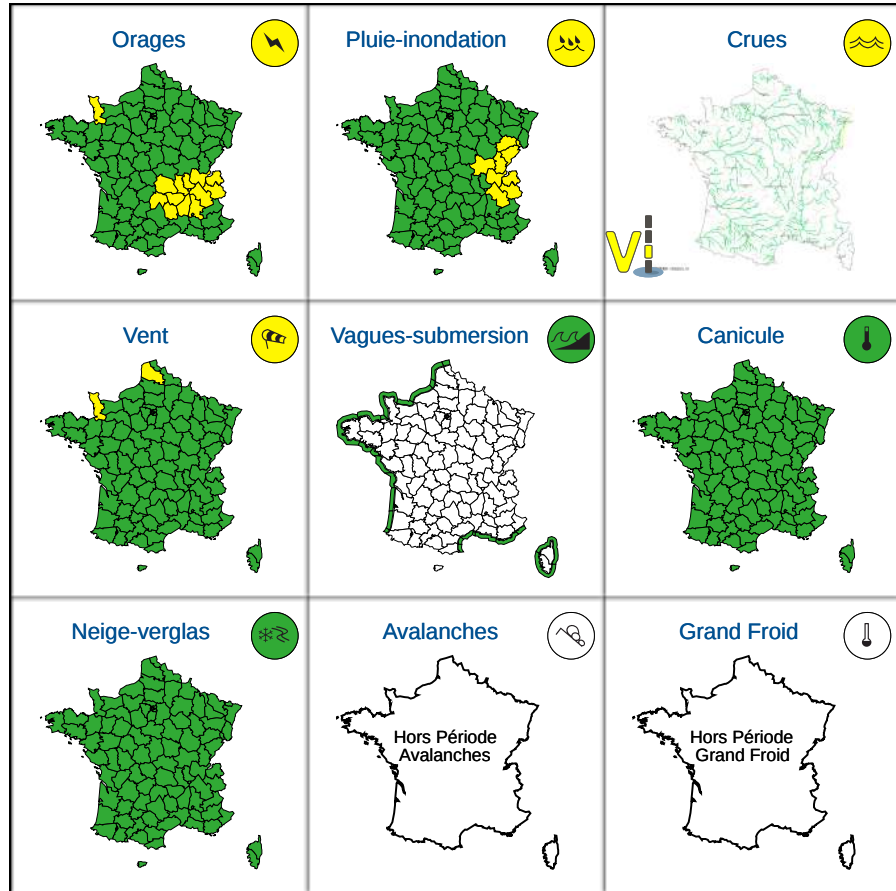 Orages
Pluie-inondation
Crues
Vi
Vent
Vagues-submersion
Canicule
Neige-verglas
Avalanches
Grand Froid
Hors Période
Avalanches
Hors Période
Grand Froid